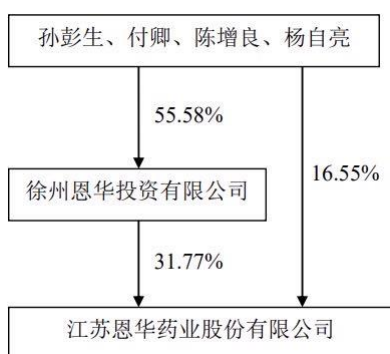 孙彭生、付卿、陈增良、杨自亮
55.58%
徐州恩华投资有限公司
16.55%
31.77%
江苏恩华药业股份有限公司